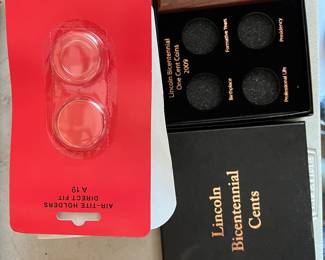 AIR-TITE HOLDERS
DIRECT FIT
A 19
Lincoln Bicentennial
One Cent Coins
2009
Formative Years
Presidency
Birthplace
Professional Life
Lincoln
Bicentennial
Cents